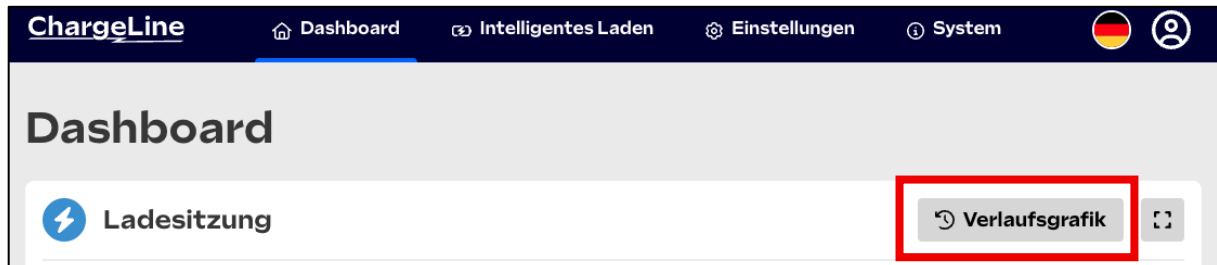 ChargeLine Dashboard Intelligentes Laden Einstellungen System
Dashboard
Ladesitzung Verlaufsgrafik